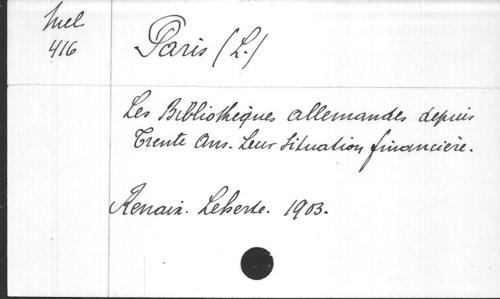 Mel
416
Paris (L.)
Les Bibliothèques allemandes depuis
Trente Ans. Leur Situation financière.
Renaix. Leherte. 1903.